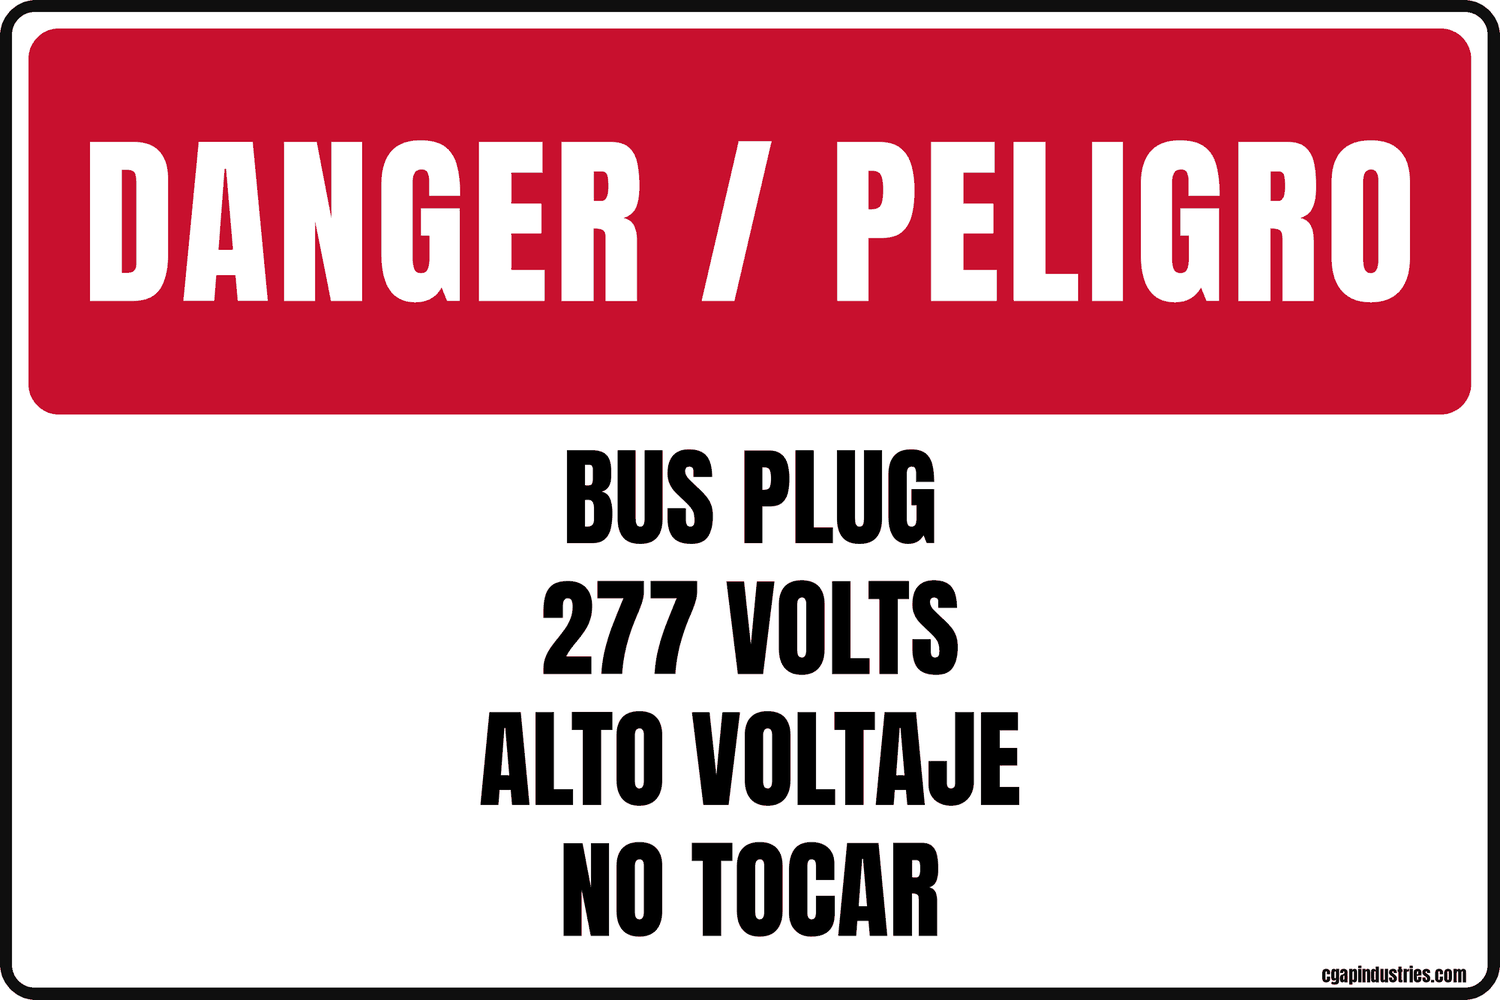 DANGER / PELIGRO
BUS PLUG
277 VOLTS
ALTO VOLTAJE
NO TOCAR
cgapindustries.com